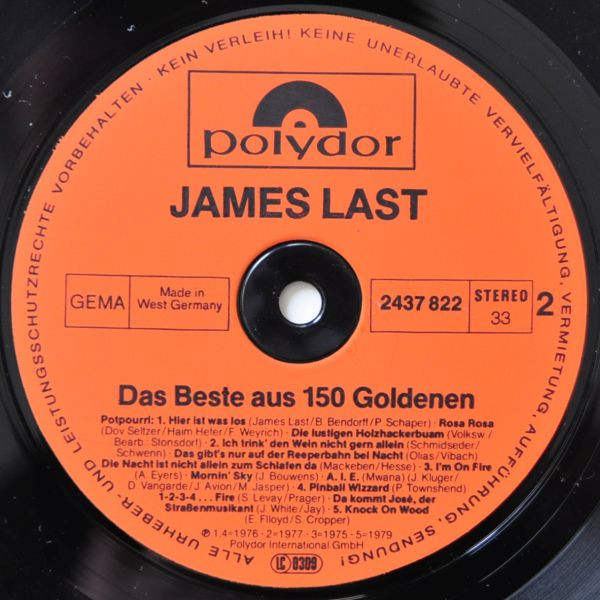 ALLE URHEBER- UND LEISTUNGSSCHUTZRECHTE VORBEHALTEN · KEIN VERLEIH! KEINE UNERLAUBTE VERVIELFÄLTIGUNG, VERMIETUNG, AUFFÜHRUNG, SENDUNG!
polydor
JAMES LAST
GEMA
Made in
West Germany
2437 822
STEREO
33
2
Das Beste aus 150 Goldenen
Potpourri: 1. Hier ist was los (James Last/B. Bendorff/P. Schaper) · Rosa Rosa
(Dov Seltzer/Haim Hefer/F. Weyrich) · Die lustigen Holzhackerbuam (Volksw./
Bearb.: Stonsdorf) · 2. Ich trink' den Wein nicht gern allein (Schmidseder/
Schwenn) · Das gibt's nur auf der Reeperbahn bei Nacht (Olias/Vibach)
Die Nacht ist nicht allein zum Schlafen da (Mackeben/Hesse) · 3. I'm On Fire
(A. Eyers) · Mornin' Sky (J. Bouwens) · A. I. E. (Mwana) (J. Kluger/
D. Vangarde/J. Avion/M. Jasper) · 4. Pinball Wizzard (P. Townshend)
1-2-3-4 . . . Fire (S. Levay/Prager) · Da kommt José, der
Straßenmusikant (J. White/Jay) · 5. Knock On Wood
(E. Floyd/S. Cropper)
℗ 1.4=1976 · 2=1977 · 3=1975 · 5=1979
Polydor International GmbH
LC 0309